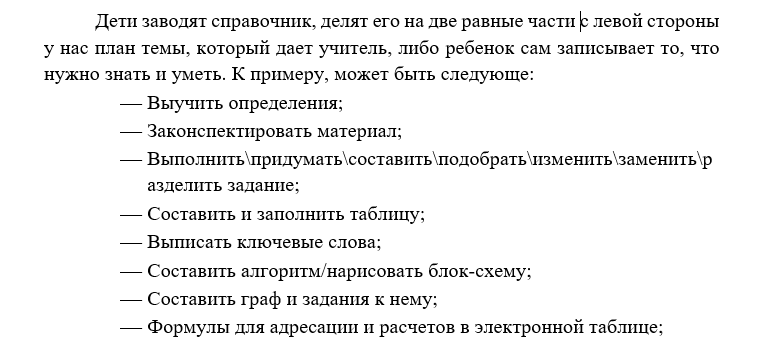 Дети заводят справочник, делят его на две равные части с левой стороны
у нас план темы, который дает учитель, либо ребенок сам записывает то, что
нужно знать и уметь. К примеру, может быть следующе:
— Выучить определения;
— Законспектировать материал;
— Выполнить\придумать\составить\подобрать\изменить\заменить\р
азделить задание;
— Составить и заполнить таблицу;
— Выписать ключевые слова;
— Составить алгоритм/нарисовать блок-схему;
— Составить граф и задания к нему;
— Формулы для адресации и расчетов в электронной таблице;